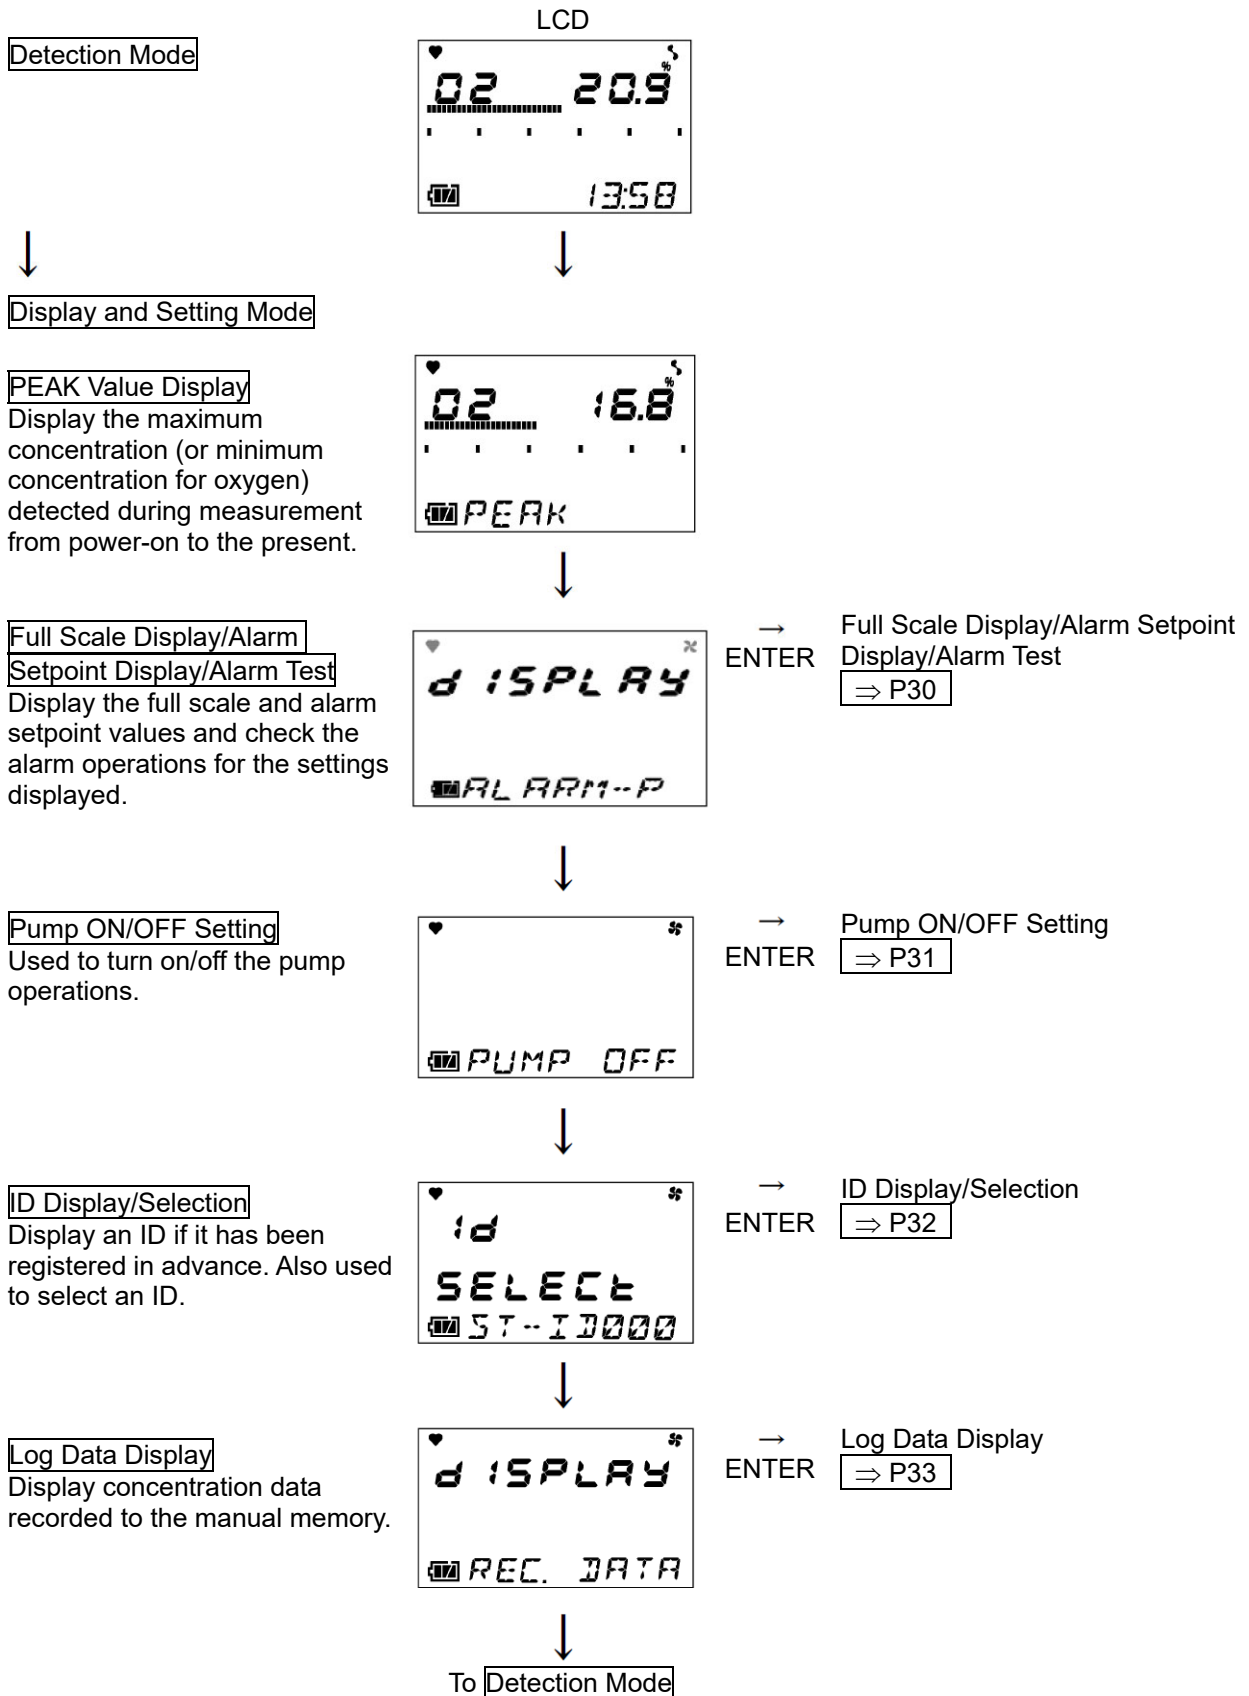 LCD
Detection Mode
O2 20.9%
13:58
↓ ↓
Display and Setting Mode
PEAK Value Display
Display the maximum
concentration (or minimum
concentration for oxygen)
detected during measurement
from power-on to the present.
O2 16.8%
PEAK
↓
Full Scale Display/Alarm
Setpoint Display/Alarm Test
Display the full scale and alarm
setpoint values and check the
alarm operations for the settings
displayed.
dISPLAY
ALARM--P
→
ENTER
Full Scale Display/Alarm Setpoint
Display/Alarm Test
⇒ P30
↓
Pump ON/OFF Setting
Used to turn on/off the pump
operations.
PUMP OFF
→
ENTER
Pump ON/OFF Setting
⇒ P31
↓
ID Display/Selection
Display an ID if it has been
registered in advance. Also used
to select an ID.
Id
SELECt
ST--ID000
→
ENTER
ID Display/Selection
⇒ P32
↓
Log Data Display
Display concentration data
recorded to the manual memory.
dISPLAY
REC. DATA
→
ENTER
Log Data Display
⇒ P33
↓
To Detection Mode